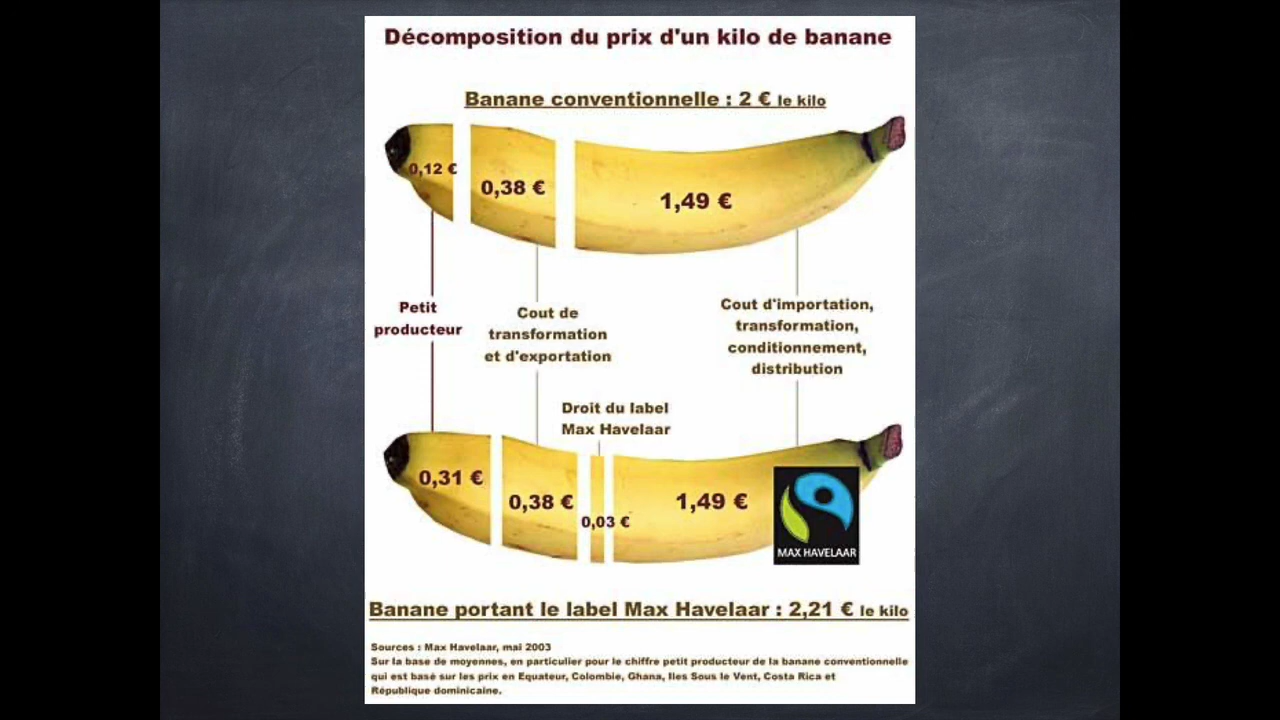 Décomposition du prix d'un kilo de banane
Banane conventionnelle : 2 € le kilo
0,12 €
0,38 €
1,49 €
Petit
producteur
Cout de
transformation
et d'exportation
Cout d'importation,
transformation,
conditionnement,
distribution
Droit du label
Max Havelaar
0,31 €
0,38 €
0,03 €
1,49 €
MAX HAVELAAR
Banane portant le label Max Havelaar : 2,21 € le kilo
Sources : Max Havelaar, mai 2003
Sur la base de moyennes, en particulier pour le chiffre petit producteur de la banane conventionnelle
qui est basé sur les prix en Equateur, Colombie, Ghana, Iles Sous le Vent, Costa Rica et
République dominicaine.